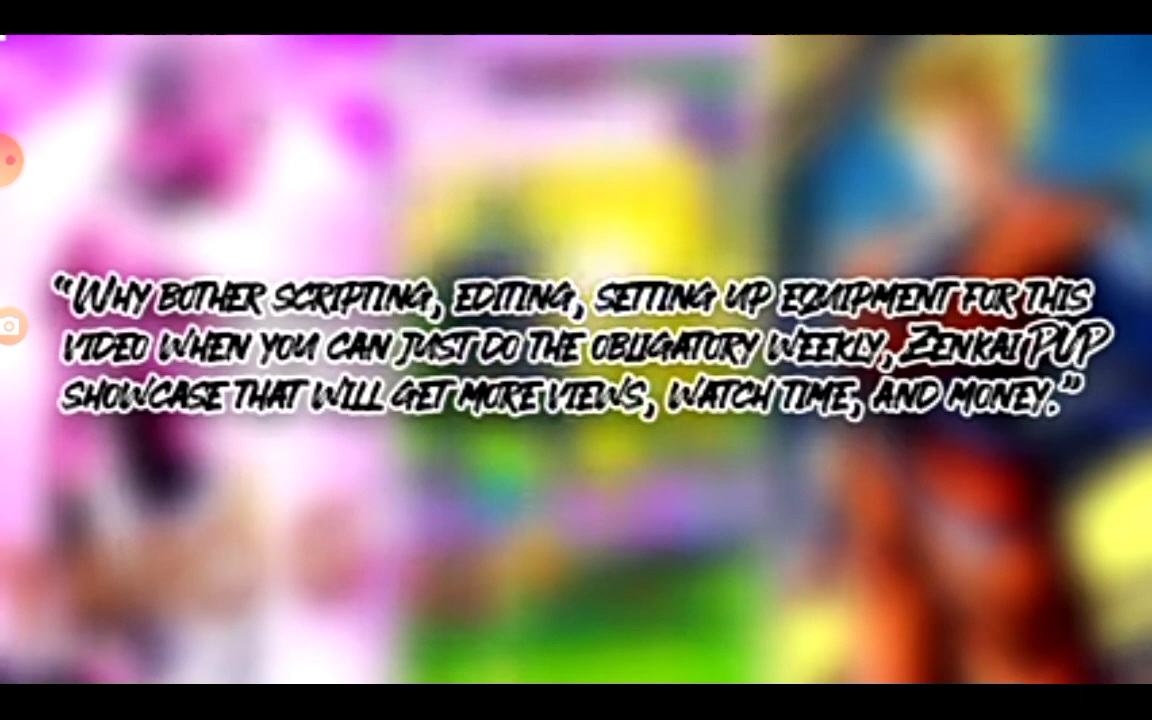 “Why bother scripting, editing, setting up equipment for this
video when you can just do the obligatory weekly, Zenkai PVP
showcase that will get more views, watch time, and money.”